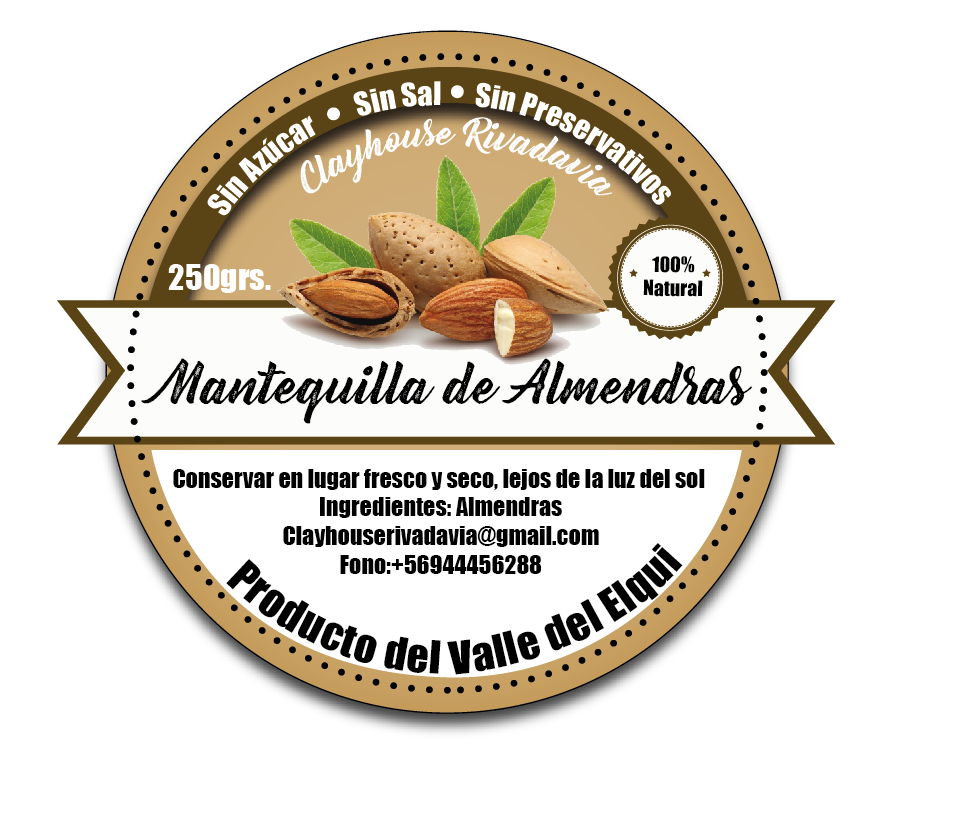 Sin Azúcar • Sin Sal • Sin Preservativos
Clayhouse Rivadavia
250grs.
100%
Natural
Mantequilla de Almendras
Conservar en lugar fresco y seco, lejos de la luz del sol
Ingredientes: Almendras
Clayhouserivadavia@gmail.com
Fono:+56944456288
Producto del Valle del Elqui